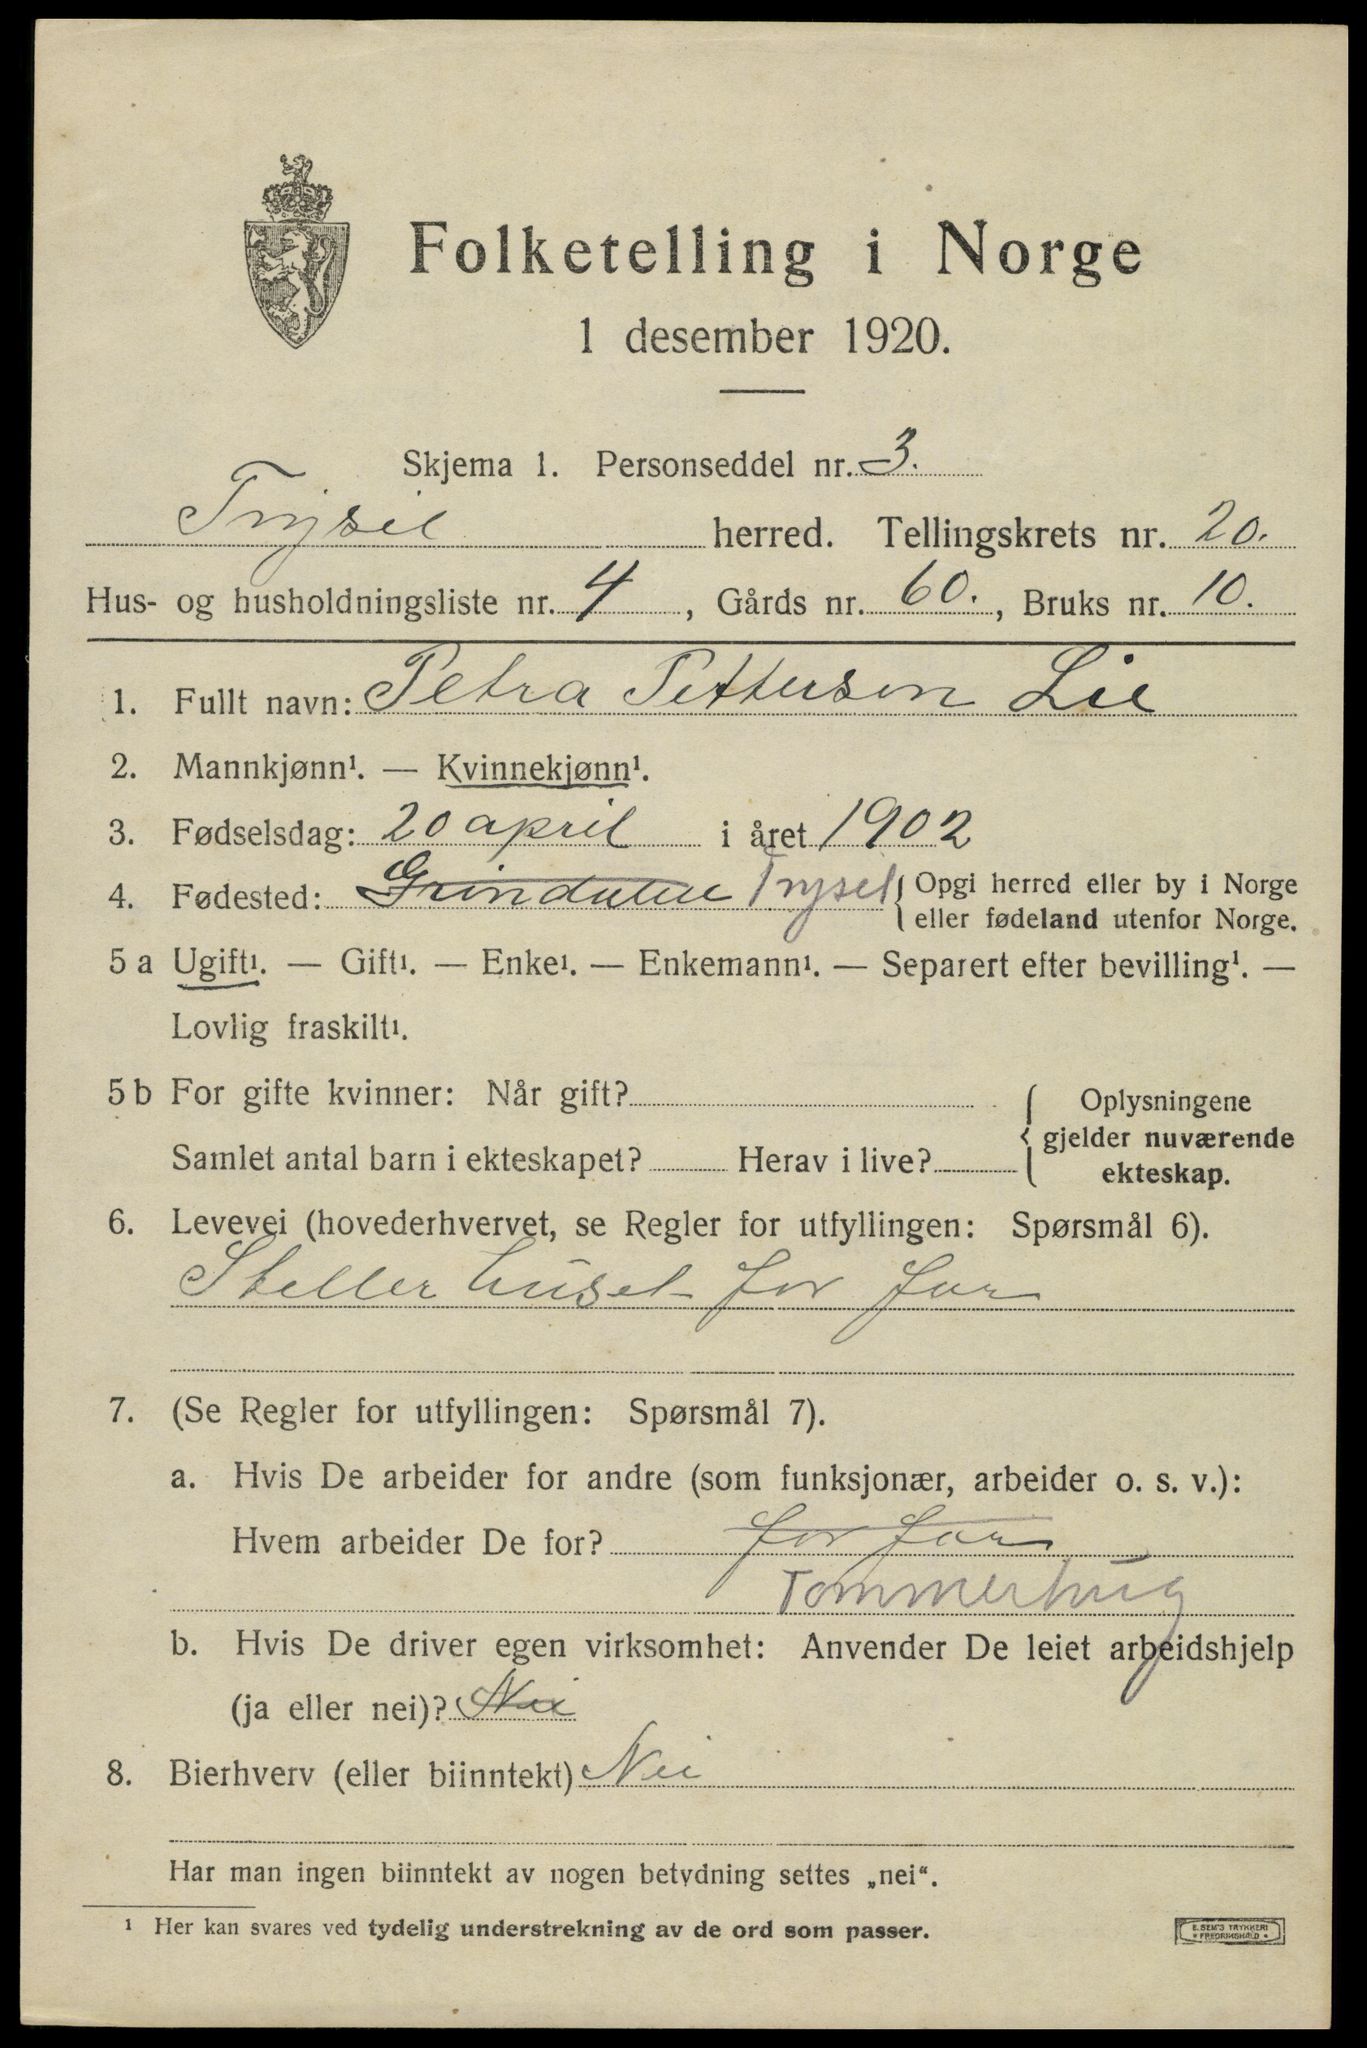 Folketelling i Norge
1 desember 1920.
Skjema 1. Personseddel nr. 3.
Trysil herred. Tellingskrets nr. 20.
Hus- og husholdningsliste nr. 4, Gårds nr. 60., Bruks nr. 10.
1. Fullt navn: Petra Petterson Lie
2. Mannkjønn¹. — Kvinnekjønn¹.
3. Fødselsdag: 20 april i året 1902
4. Fødested: Trysil { Opgi herred eller by i Norge
eller fødeland utenfor Norge.
5 a Ugift¹. — Gift¹. — Enke¹. — Enkemann¹. — Separert efter bevilling¹. —
Lovlig fraskilt¹.
5 b For gifte kvinner: Når gift?
Samlet antal barn i ekteskapet? Herav i live?
{ Oplysningene
gjelder nuværende
ekteskap.
6. Levevei (hovederhvervet, se Regler for utfyllingen: Spørsmål 6).
Steller huset for far
7. (Se Regler for utfyllingen: Spørsmål 7).
a. Hvis De arbeider for andre (som funksjonær, arbeider o. s. v.):
Hvem arbeider De for? for far
Tommerhug
b. Hvis De driver egen virksomhet: Anvender De leiet arbeidshjelp
(ja eller nei)? Nei
8. Bierhverv (eller biinntekt) Nei
Har man ingen biinntekt av nogen betydning settes „nei“.
¹ Her kan svares ved tydelig understrekning av de ord som passer.
E. SEM'S TRYKKERI
* FREDRIKSHALD *